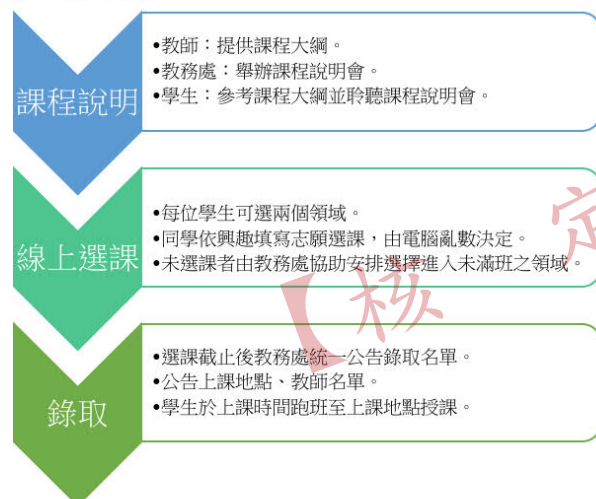 課程說明
•教師：提供課程大綱。
•教務處：舉辦課程說明會。
•學生：參考課程大綱並聆聽課程說明會。
線上選課
•每位學生可選兩個領域。
•同學依興趣填寫志願選課，由電腦亂數決定。
•未選課者由教務處協助安排選擇進入未滿班之領域。
錄取
•選課截止後教務處統一公告錄取名單。
•公告上課地點、教師名單。
•學生於上課時間跑班至上課地點授課。
【核定